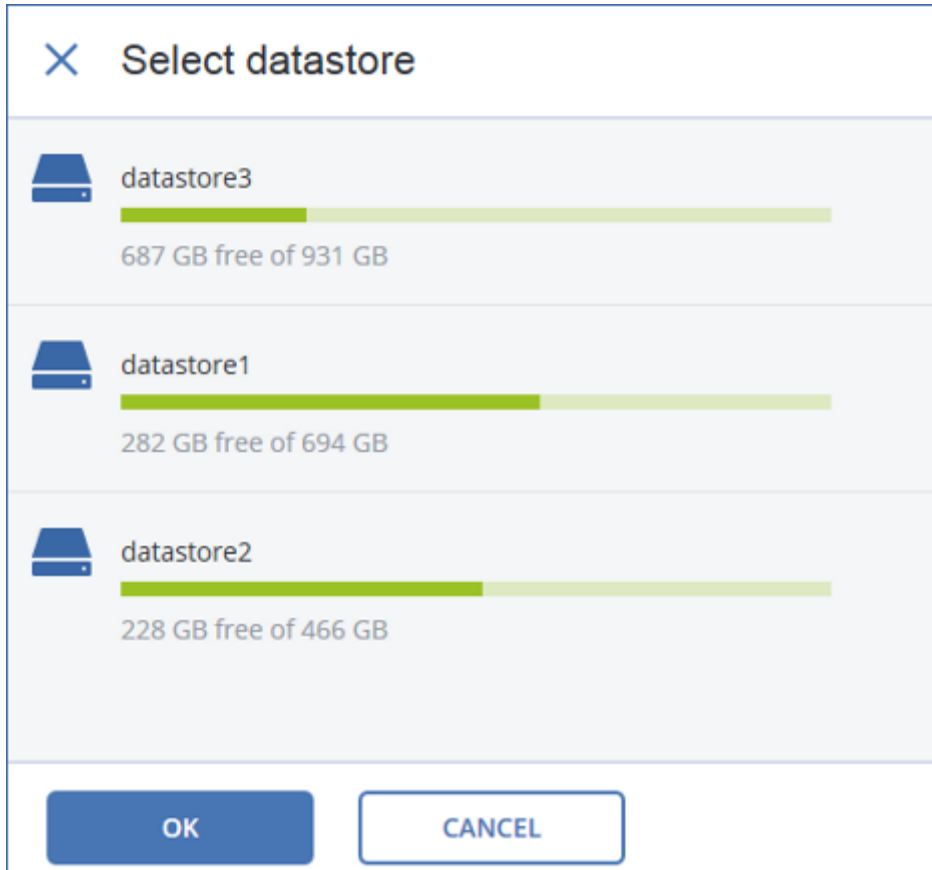 Select datastore
datastore3
687 GB free of 931 GB
datastore1
282 GB free of 694 GB
datastore2
228 GB free of 466 GB
OK
CANCEL